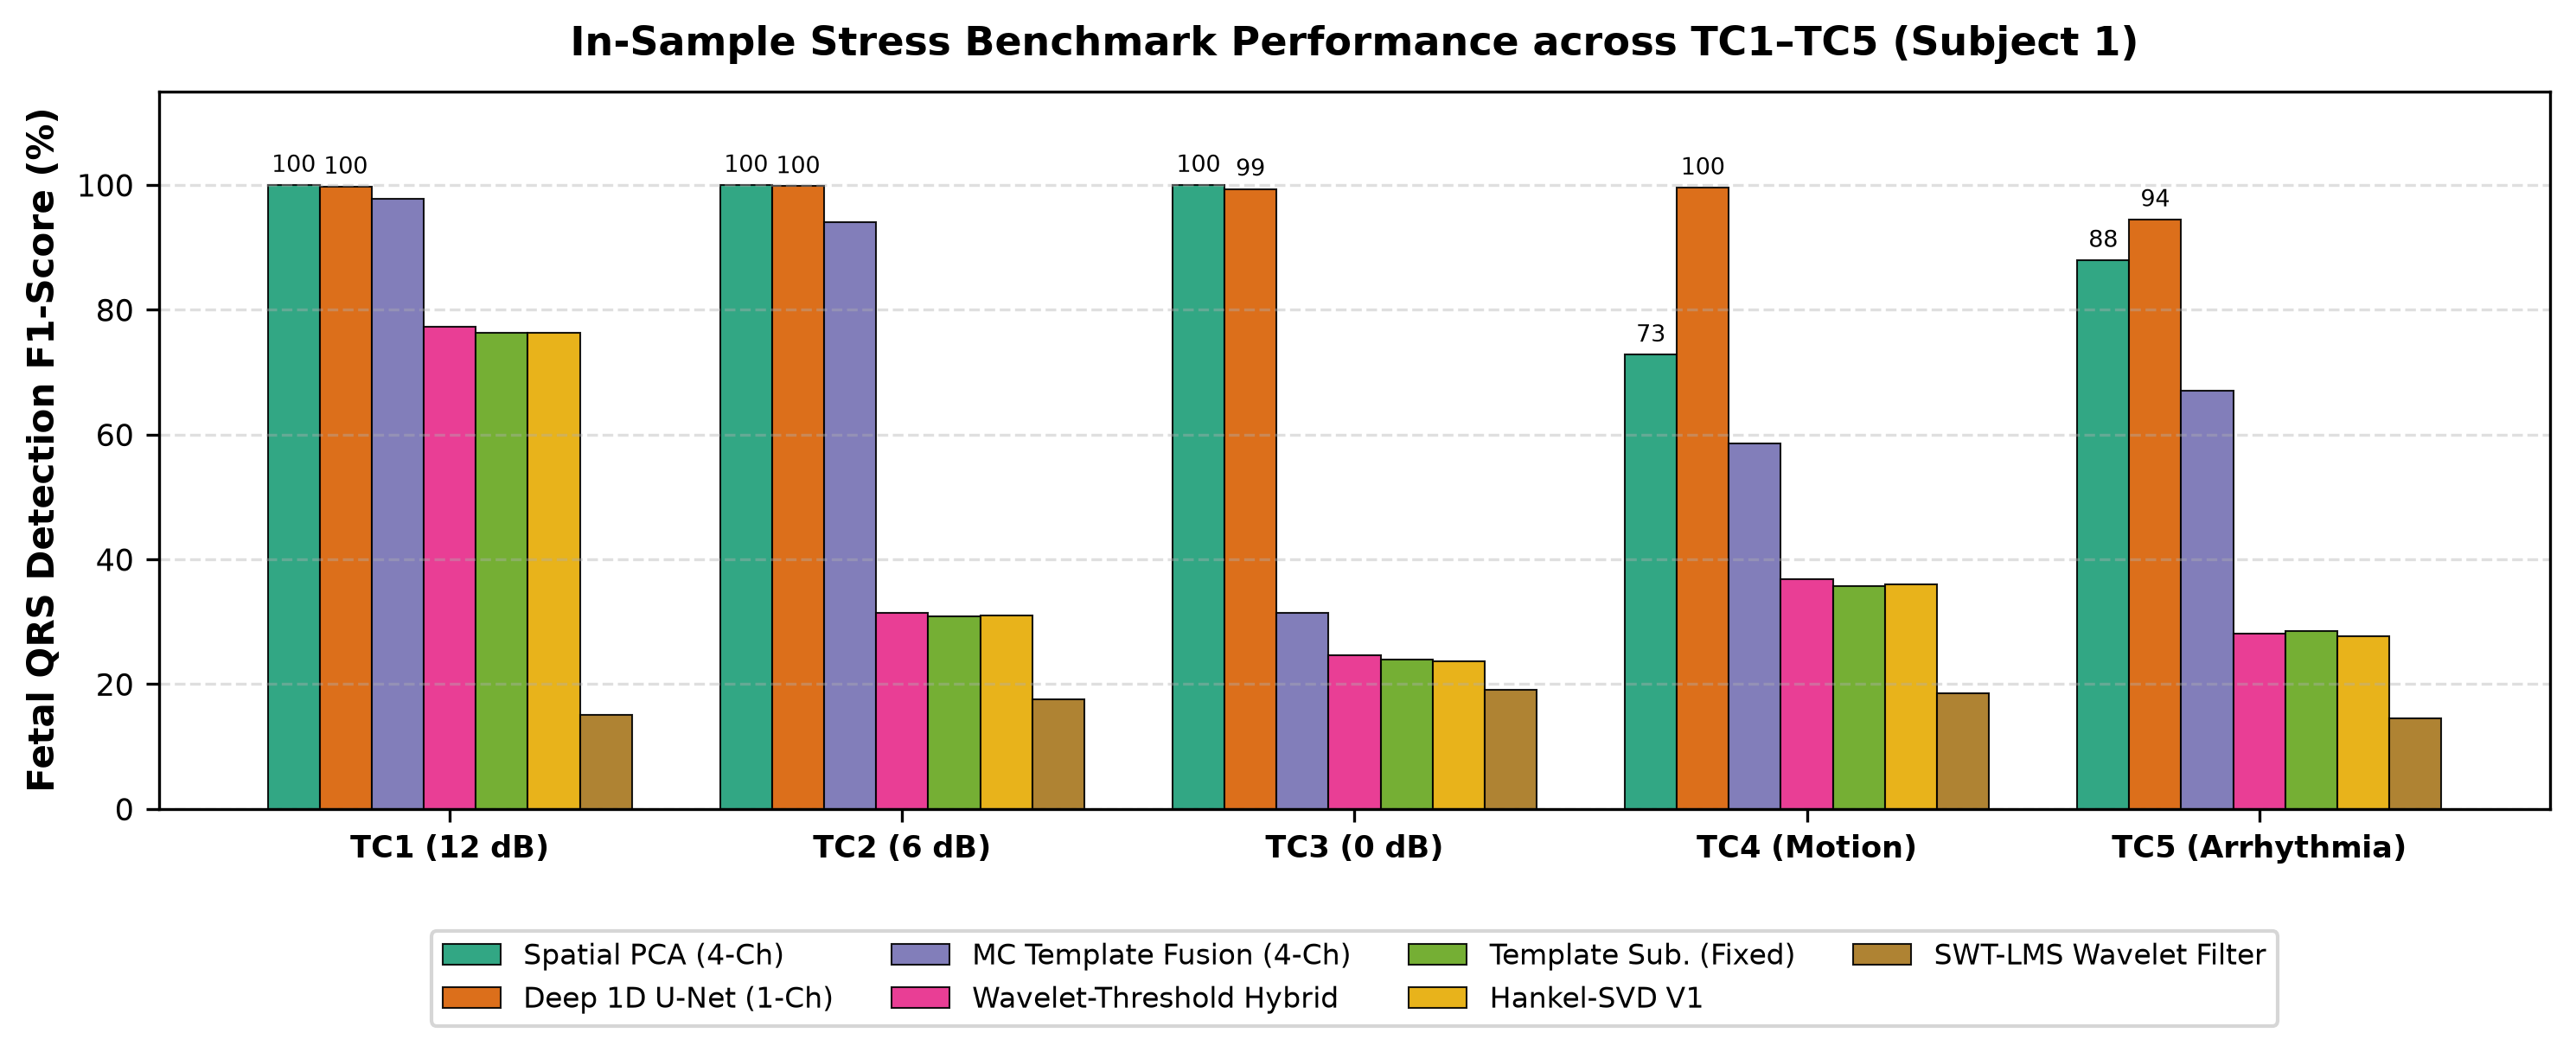 In-Sample Stress Benchmark Performance across TC1–TC5 (Subject 1)
Fetal QRS Detection F1-Score (%)
100
80
60
40
20
0
100 100
100 100
100 99
73 100
88 94
TC1 (12 dB)
TC2 (6 dB)
TC3 (0 dB)
TC4 (Motion)
TC5 (Arrhythmia)
Spatial PCA (4-Ch)
Deep 1D U-Net (1-Ch)
MC Template Fusion (4-Ch)
Wavelet-Threshold Hybrid
Template Sub. (Fixed)
Hankel-SVD V1
SWT-LMS Wavelet Filter